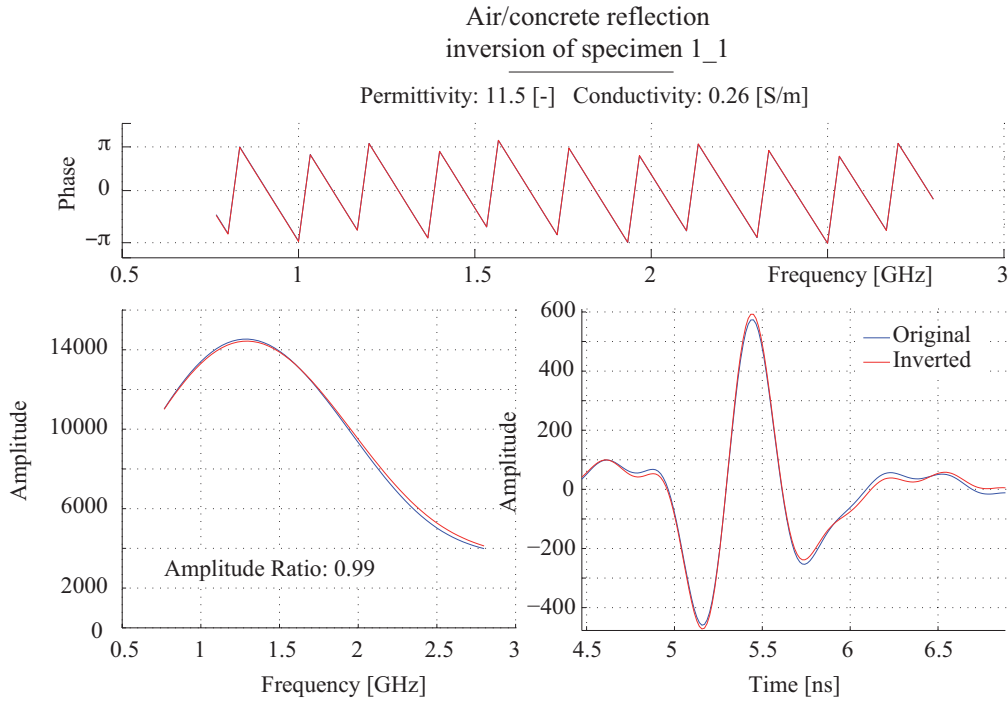 Air/concrete reflection
inversion of specimen 1_1
Permittivity: 11.5 [-] Conductivity: 0.26 [S/m]
Phase
π
0
−π
0.5 1 1.5 2 Frequency [GHz] 3
Amplitude
14000
10000
6000
2000
0
Amplitude Ratio: 0.99
0.5 1 1.5 2 2.5 3
Frequency [GHz]
Amplitude
600
200
0
−200
−400
Original
Inverted
4.5 5 5.5 6 6.5
Time [ns]